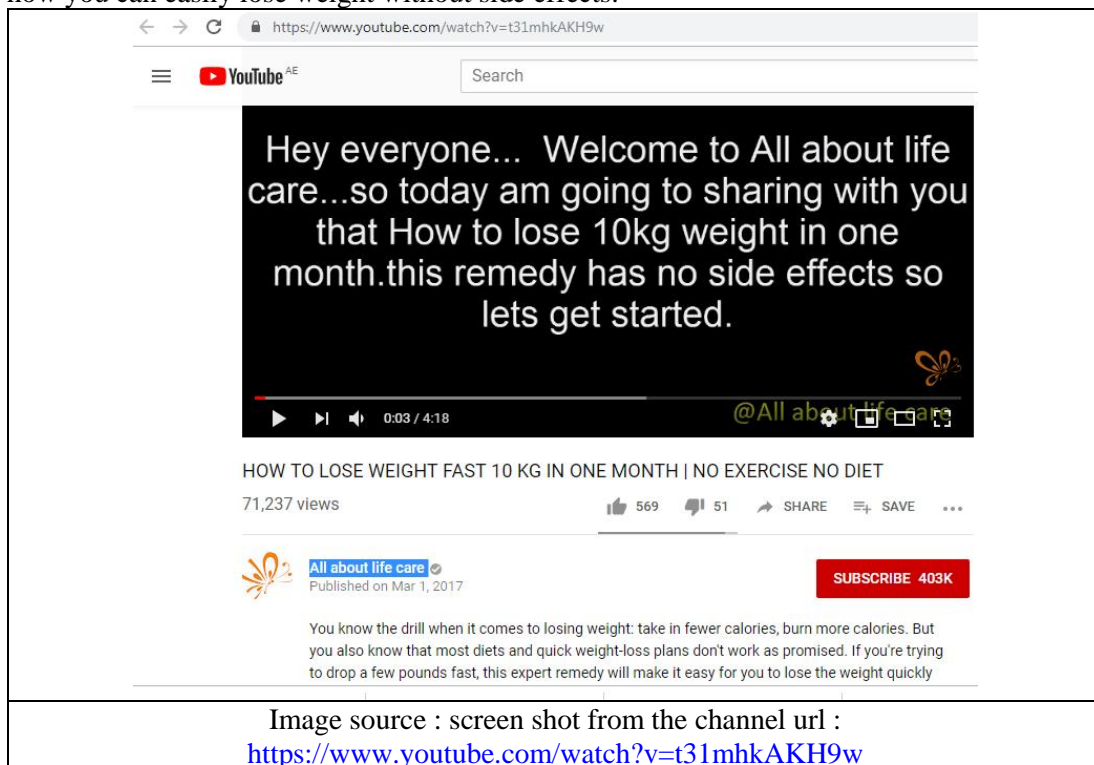 now you can easily lose weight without side effects.
https://www.youtube.com/watch?v=t31mhkAKH9w
YouTube AE
Search
Hey everyone... Welcome to All about life
care...so today am going to sharing with you
that How to lose 10kg weight in one
month.this remedy has no side effects so
lets get started.
0:03 / 4:18
@All about life care
HOW TO LOSE WEIGHT FAST 10 KG IN ONE MONTH | NO EXERCISE NO DIET
71,237 views
569
51
SHARE
SAVE
All about life care
Published on Mar 1, 2017
SUBSCRIBE 403K
You know the drill when it comes to losing weight: take in fewer calories, burn more calories. But
you also know that most diets and quick weight-loss plans don't work as promised. If you're trying
to drop a few pounds fast, this expert remedy will make it easy for you to lose the weight quickly
Image source : screen shot from the channel url :
https://www.youtube.com/watch?v=t31mhkAKH9w